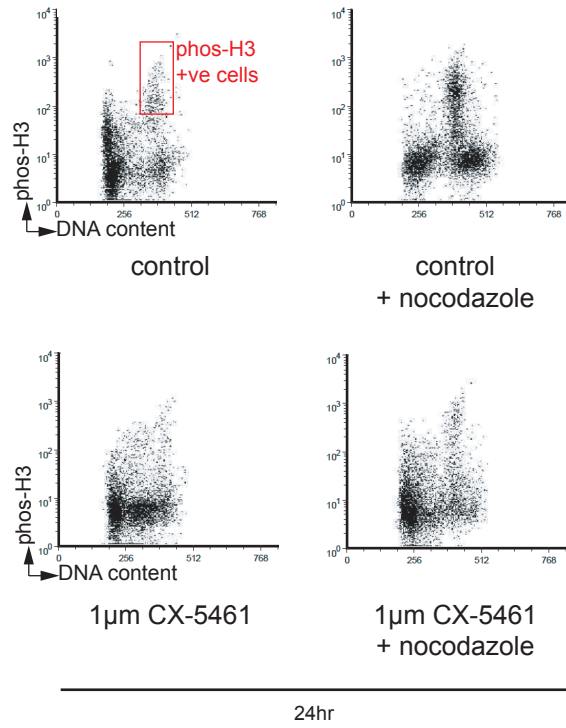 10⁴
10³
10²
10¹
10⁰
phos-H3
phos-H3
+ve cells
0 256 512 768
DNA content
control
10⁴
10³
10²
10¹
10⁰
0 256 512 768
control
+ nocodazole
10⁴
10³
10²
10¹
10⁰
phos-H3
0 256 512 768
DNA content
1µm CX-5461
10⁴
10³
10²
10¹
10⁰
0 256 512 768
1µm CX-5461
+ nocodazole
24hr